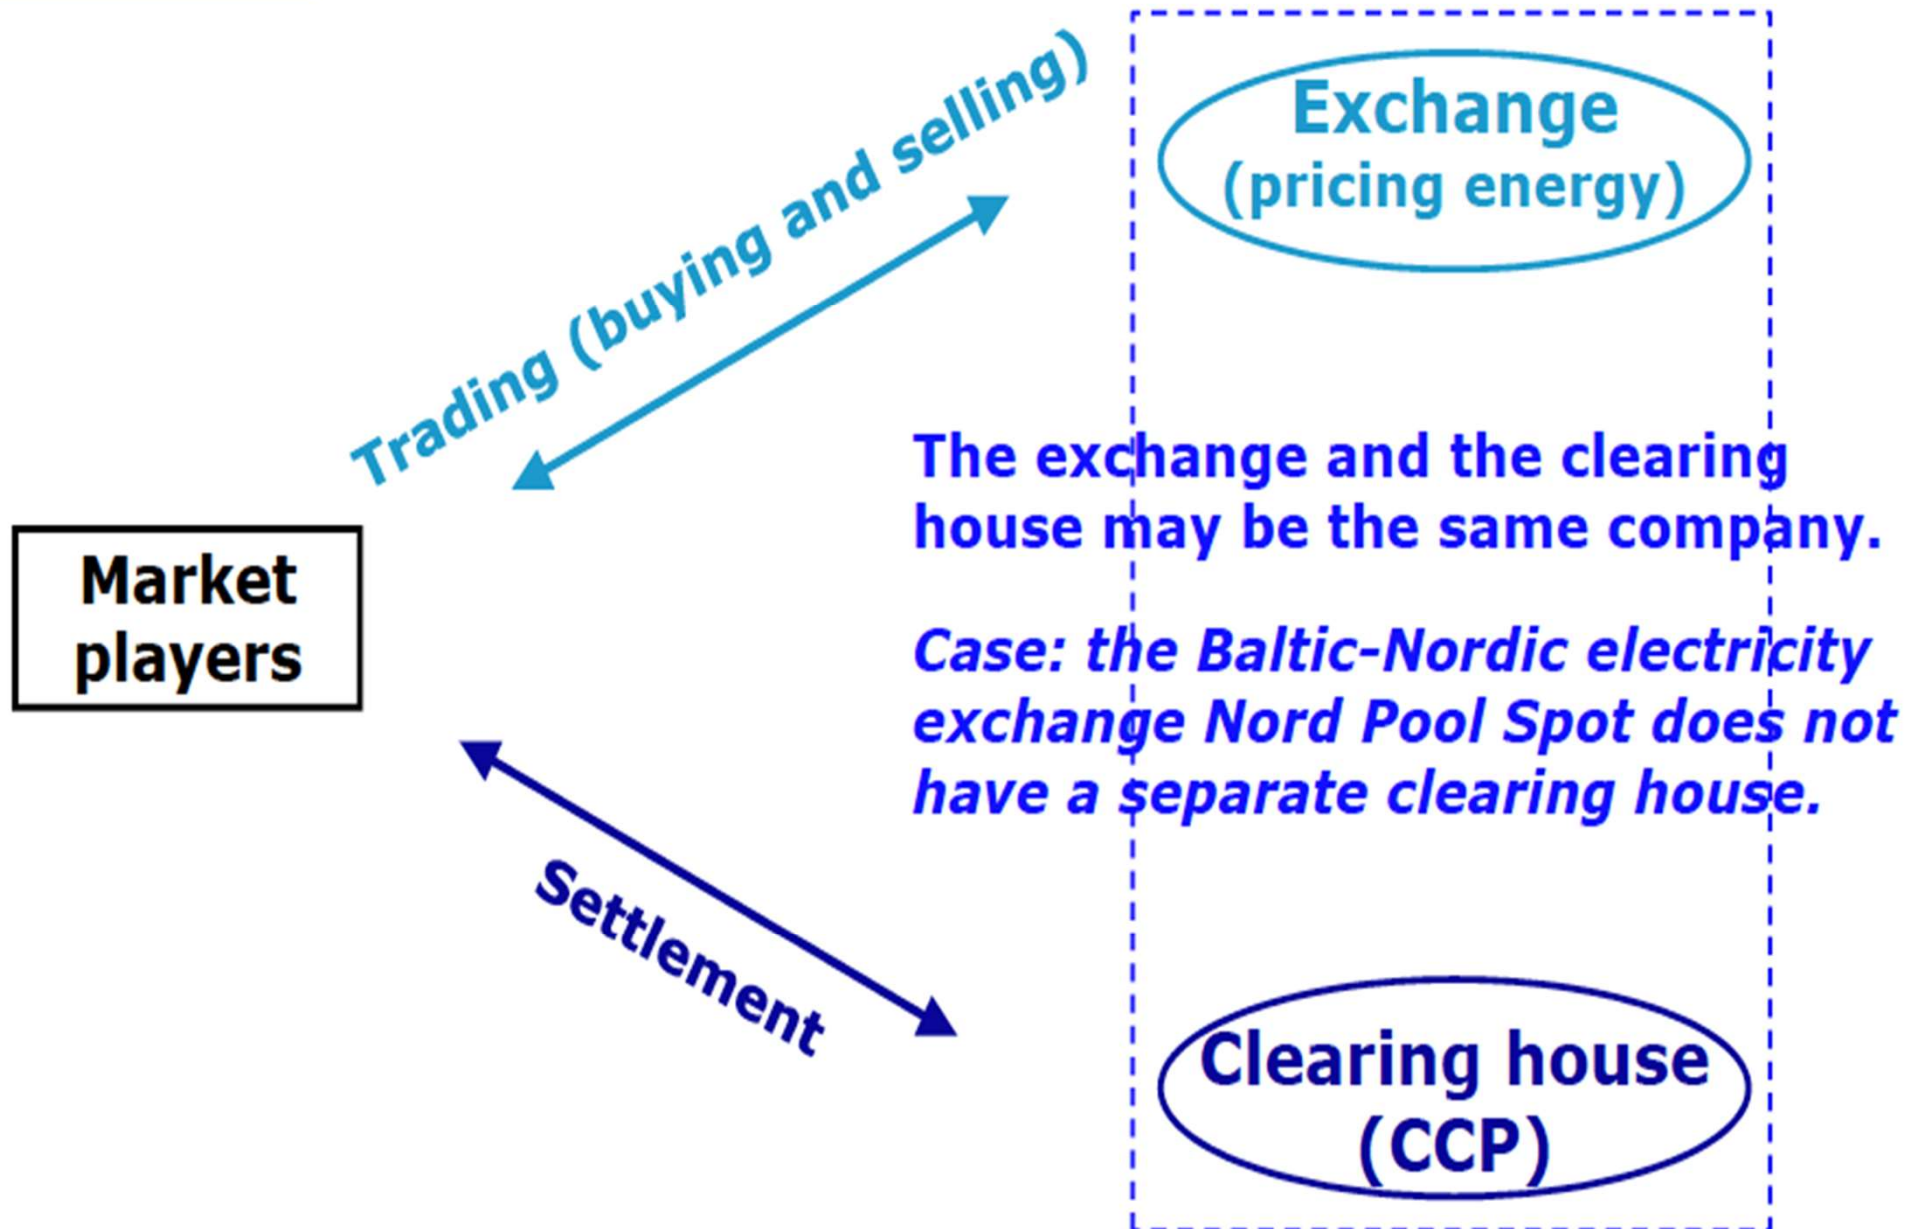 Trading (buying and selling)
Exchange
(pricing energy)
The exchange and the clearing
house may be the same company.
Market
players
Case: the Baltic-Nordic electricity
exchange Nord Pool Spot does not
have a separate clearing house.
Settlement
Clearing house
(CCP)